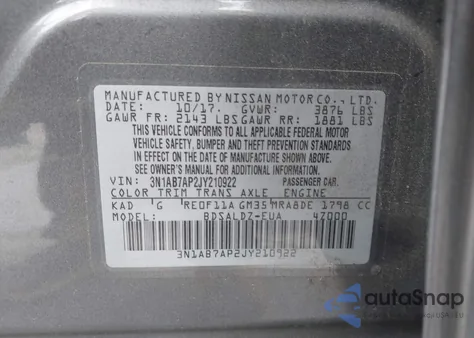 MANUFACTURED BY NISSAN MOTOR CO., LTD.
DATE: 10/17. GVWR: 3876 LBS
GAWR FR: 2143 LBS GAWR RR: 1881 LBS
THIS VEHICLE CONFORMS TO ALL APPLICABLE FEDERAL MOTOR
VEHICLE SAFETY, BUMPER AND THEFT PREVENTION STANDARDS
IN EFFECT ON THE DATE OF MANUFACTURE SHOWN ABOVE.
SEE OWNER'S MANUAL FOR ADDITIONAL INFORMATION.
VIN: 3N1AB7AP2JY210922 PASSENGER CAR.
COLOR TRIM TRANS AXLE ENGINE
KAD G RE0F11A GM35 MRA8DE 1798 CC
MODEL: BDSALDZ-EUA 47000
3N1AB7AP2JY210922
autoSnap